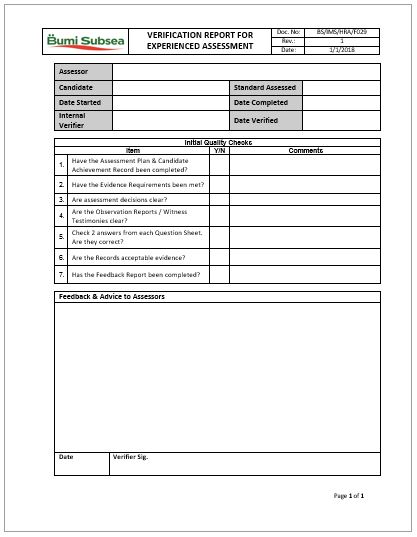 Bumi Subsea
VERIFICATION REPORT FOR
EXPERIENCED ASSESSMENT
Doc. No: BS/IMS/HRA/F029
Rev.: 1
Date: 1/1/2018
Assessor
Candidate Standard Assessed
Date Started Date Completed
Internal
Verifier Date Verified
Initial Quality Checks
Item Y/N Comments
1. Have the Assessment Plan & Candidate
Achievement Record been completed?
2. Have the Evidence Requirements been met?
3. Are assessment decisions clear?
4. Are the Observation Reports / Witness
Testimonies clear?
5. Check 2 answers from each Question Sheet.
Are they correct?
6. Are the Records acceptable evidence?
7. Has the Feedback Report been completed?
Feedback & Advice to Assessors
Date Verifier Sig.
Page 1 of 1